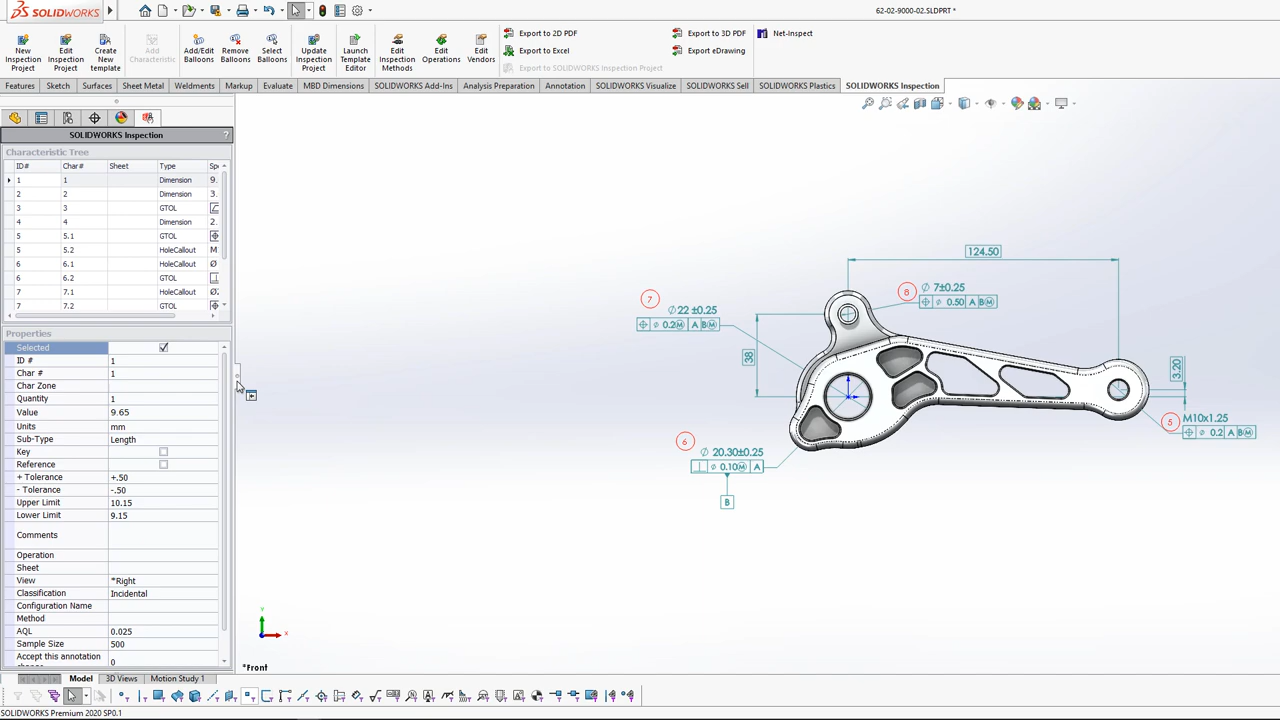 SOLIDWORKS
62-02-9000-02.SLDPRT *
New Inspection Project
Edit Inspection Project
Create New template
Add Characteristic
Add/Edit Balloons
Remove Balloons
Select Balloons
Update Inspection Project
Launch Template Editor
Edit Inspection Methods
Edit Operations
Edit Vendors
Export to 2D PDF
Export to Excel
Export to SOLIDWORKS Inspection Project
Export to 3D PDF
Export eDrawing
Net-Inspect
Features Sketch Surfaces Sheet Metal Weldments Markup Evaluate MBD Dimensions SOLIDWORKS Add-Ins Analysis Preparation Annotation SOLIDWORKS Visualize SOLIDWORKS Sell SOLIDWORKS Plastics SOLIDWORKS Inspection
SOLIDWORKS Inspection ?
Characteristic Tree
ID# Char# Sheet Type Spe
1 1 Dimension 9.
2 2 Dimension 3.
3 3 GTOL
4 4 Dimension 2.
5 5.1 GTOL
5 5.2 HoleCallout M
6 6.1 HoleCallout Ø
6 6.2 GTOL
7 7.1 HoleCallout Ø
7 7.2 GTOL
Properties
Selected
ID # 1
Char # 1
Char Zone
Quantity 1
Value 9.65
Units mm
Sub-Type Length
Key
Reference
+ Tolerance +.50
- Tolerance -.50
Upper Limit 10.15
Lower Limit 9.15
Comments
Operation
Sheet
View *Right
Classification Incidental
Configuration Name
Method
AQL 0.025
Sample Size 500
Accept this annotation 0
124.50
8 Ø 7±0.25
⌖ Ø 0.50 A BⓂ
7
Ø22 ±0.25
⌖ Ø 0.2Ⓜ A BⓂ
38
3.20
5 M10x1.25
⌖ Ø 0.2 A BⓂ
6
Ø 20.30±0.25
⊥ Ø 0.10Ⓜ A
B
Y
X
*Front
Model 3D Views Motion Study 1
SOLIDWORKS Premium 2020 SP0.1